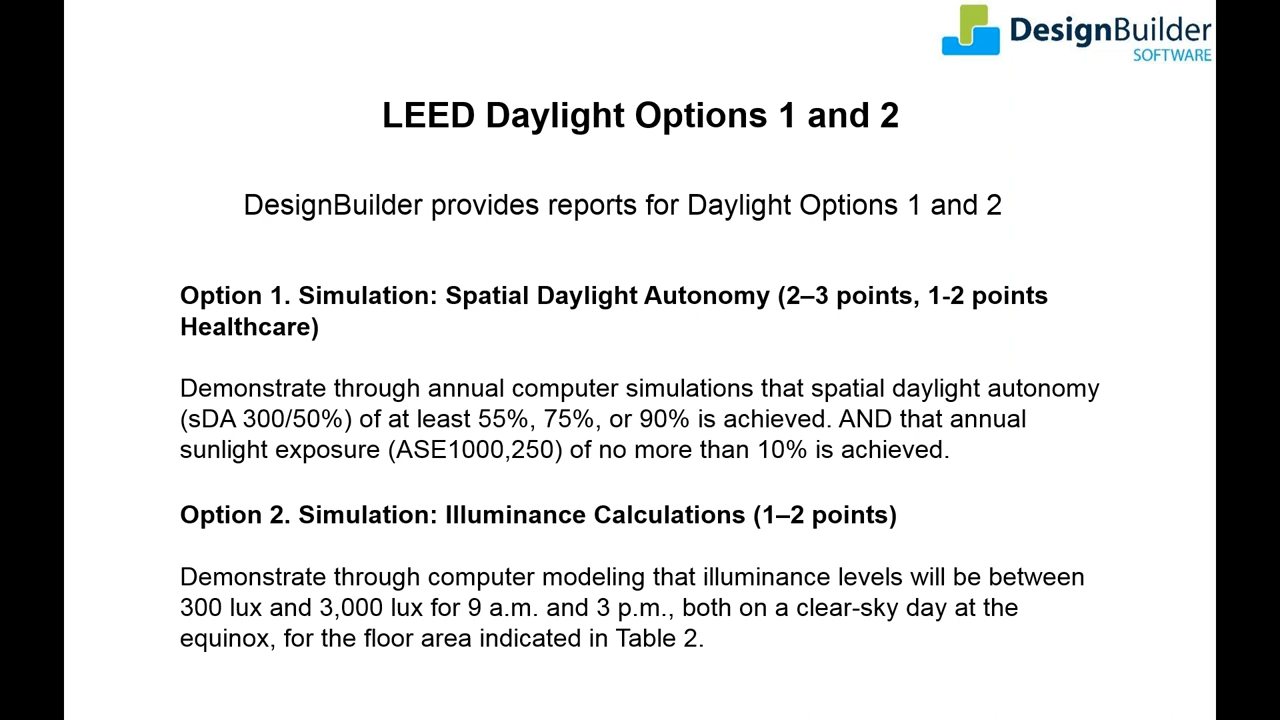 DesignBuilder
SOFTWARE
LEED Daylight Options 1 and 2
DesignBuilder provides reports for Daylight Options 1 and 2
Option 1. Simulation: Spatial Daylight Autonomy (2–3 points, 1-2 points
Healthcare)
Demonstrate through annual computer simulations that spatial daylight autonomy
(sDA 300/50%) of at least 55%, 75%, or 90% is achieved. AND that annual
sunlight exposure (ASE1000,250) of no more than 10% is achieved.
Option 2. Simulation: Illuminance Calculations (1–2 points)
Demonstrate through computer modeling that illuminance levels will be between
300 lux and 3,000 lux for 9 a.m. and 3 p.m., both on a clear-sky day at the
equinox, for the floor area indicated in Table 2.